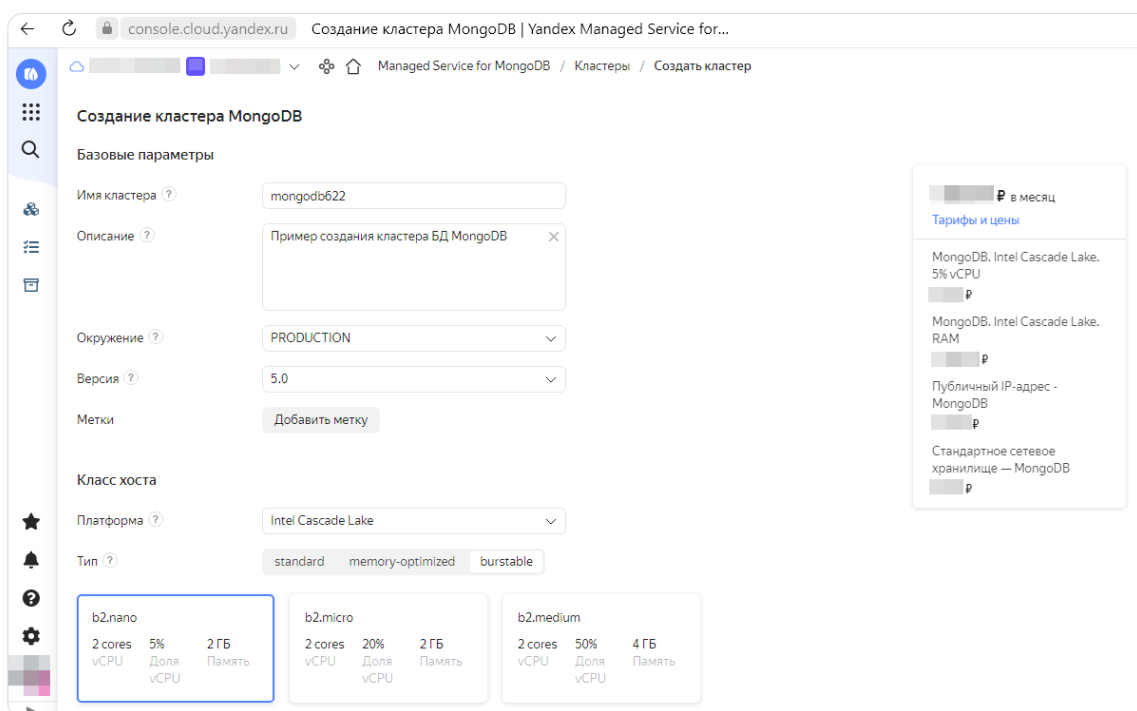 console.cloud.yandex.ru Создание кластера MongoDB | Yandex Managed Service for...
Managed Service for MongoDB / Кластеры / Создать кластер
Создание кластера MongoDB
Базовые параметры
Имя кластера ?
mongodb622
Описание ?
Пример создания кластера БД MongoDB
Окружение ?
PRODUCTION
Версия ?
5.0
Метки
Добавить метку
Класс хоста
Платформа ?
Intel Cascade Lake
Тип ?
standard memory-optimized burstable
b2.nano
2 cores 5% 2 ГБ
vCPU Доля Память
vCPU
b2.micro
2 cores 20% 2 ГБ
vCPU Доля Память
vCPU
b2.medium
2 cores 50% 4 ГБ
vCPU Доля Память
vCPU
₽ в месяц
Тарифы и цены
MongoDB. Intel Cascade Lake.
5% vCPU
₽
MongoDB. Intel Cascade Lake.
RAM
₽
Публичный IP-адрес -
MongoDB
₽
Стандартное сетевое
хранилище — MongoDB
₽